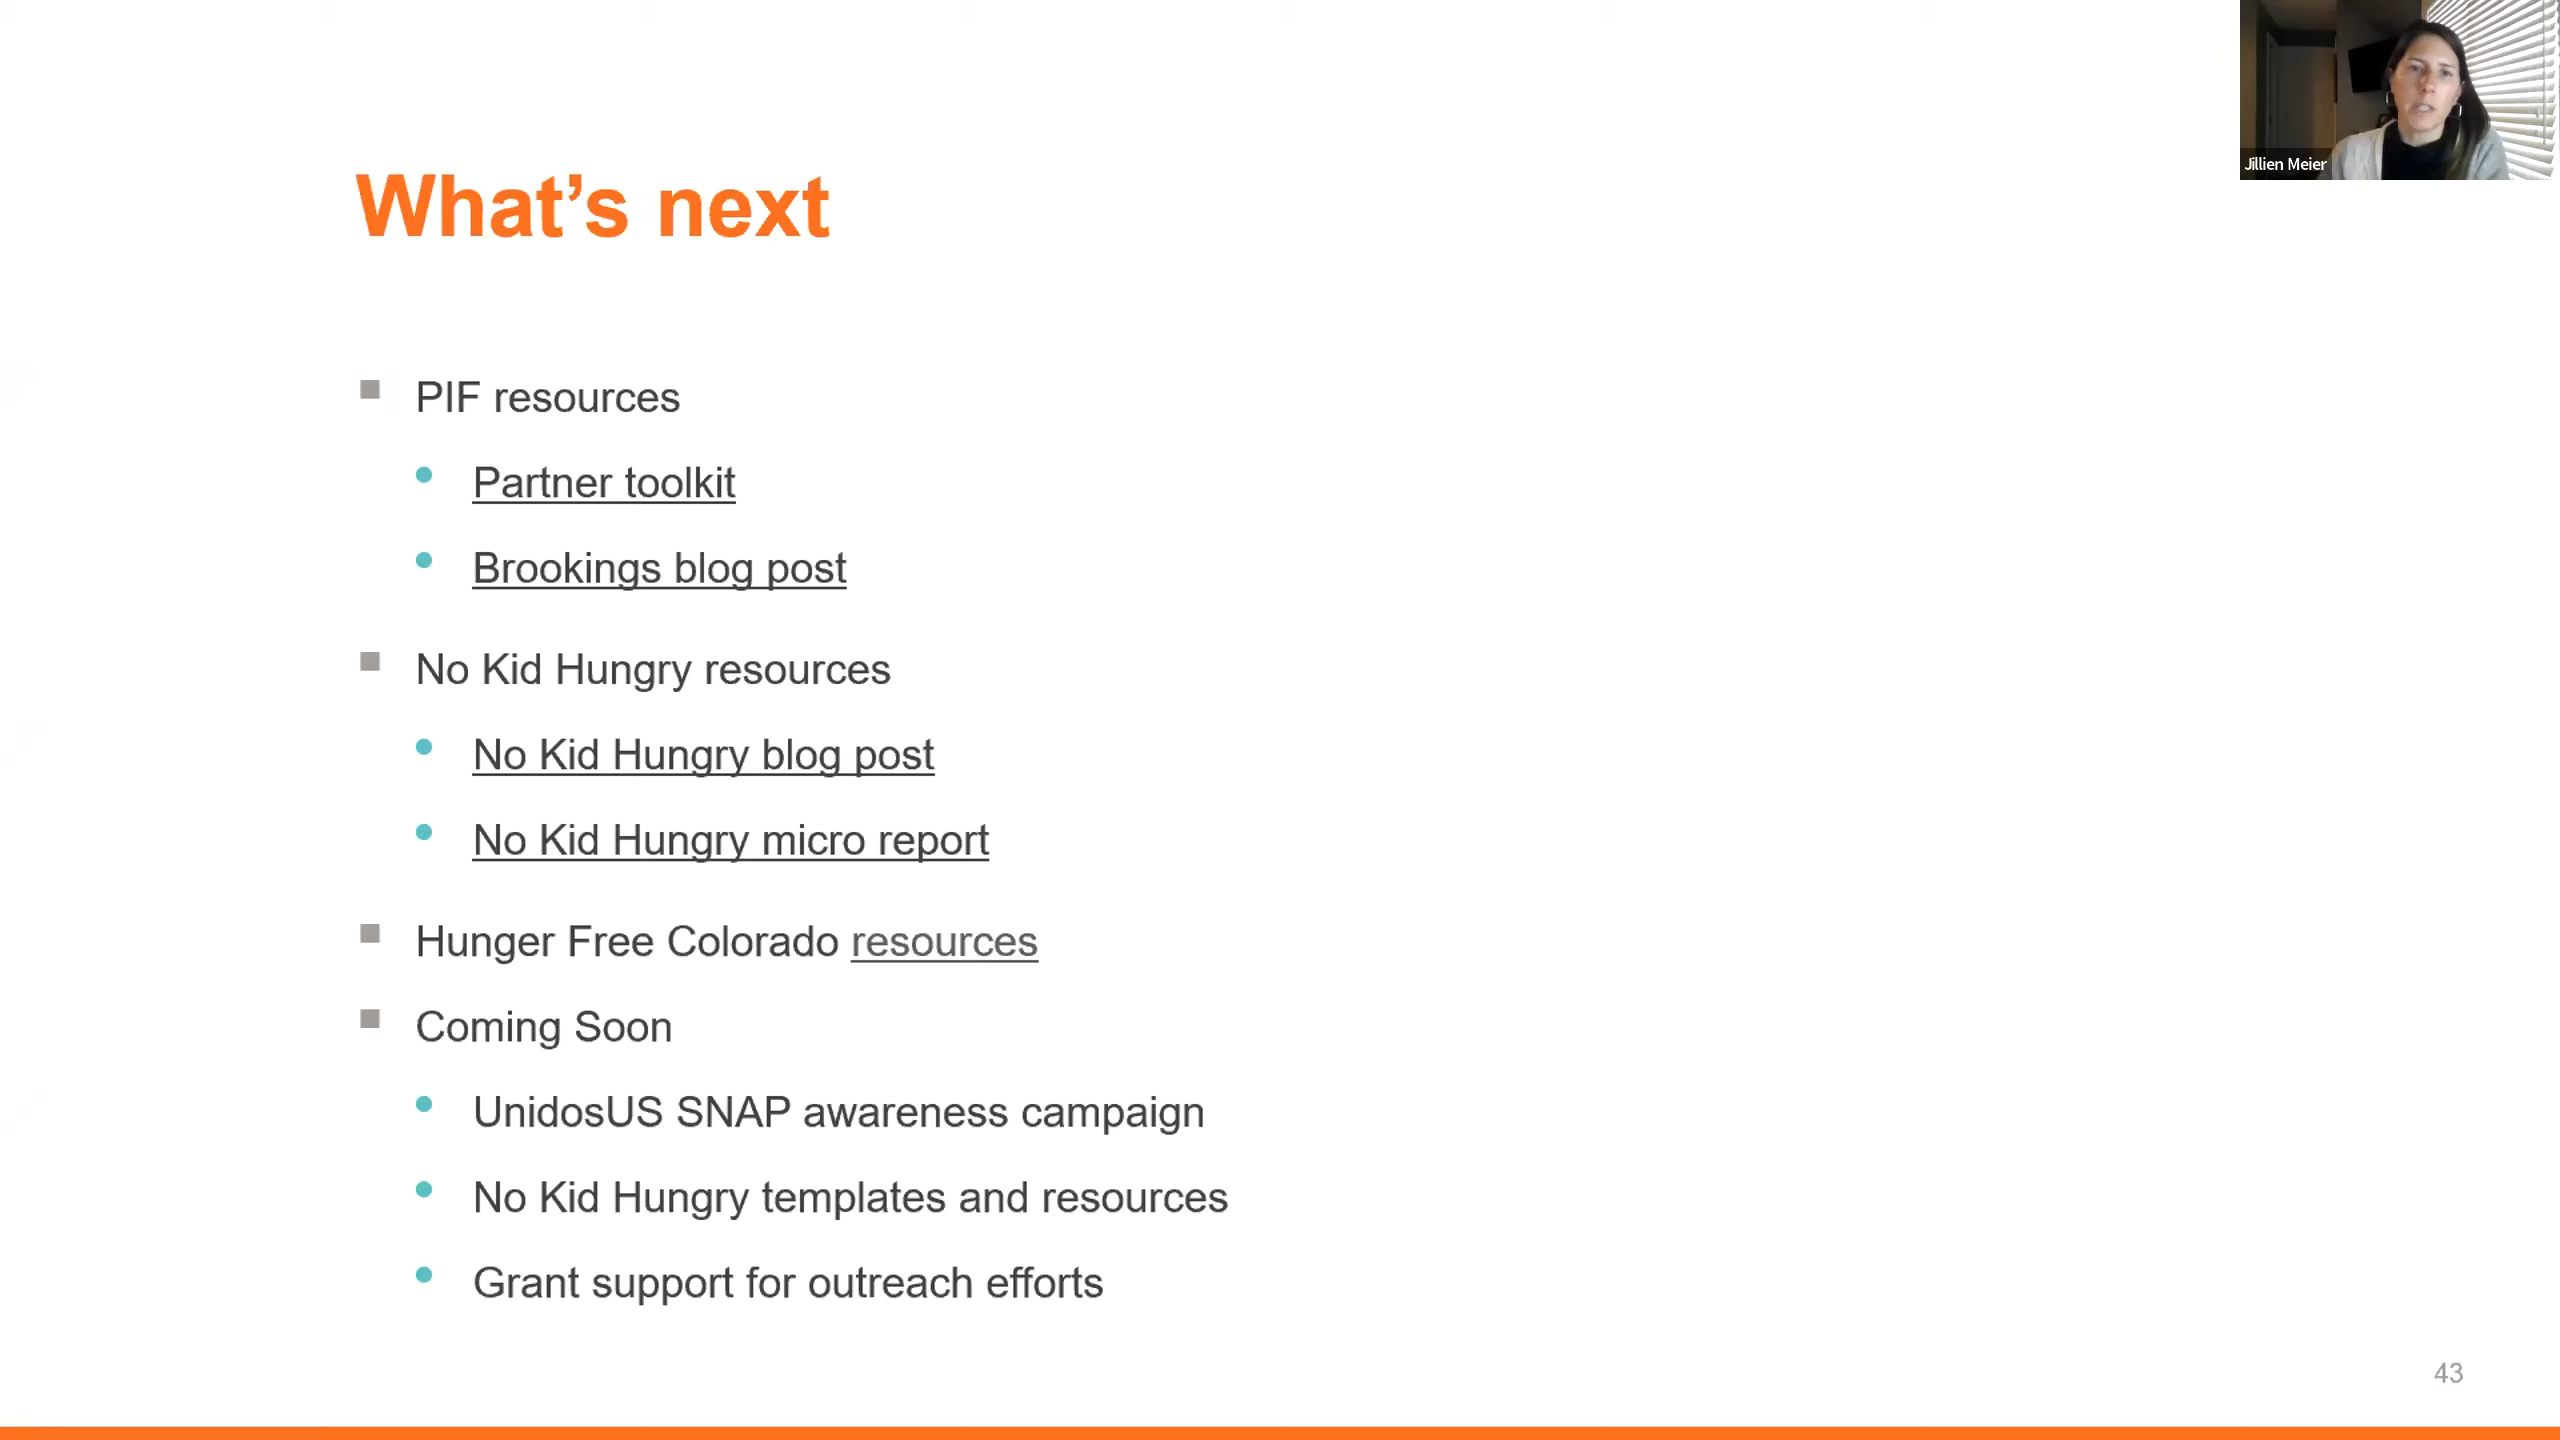 Jillien Meier
What's next
PIF resources
Partner toolkit
Brookings blog post
No Kid Hungry resources
No Kid Hungry blog post
No Kid Hungry micro report
Hunger Free Colorado resources
Coming Soon
UnidosUS SNAP awareness campaign
No Kid Hungry templates and resources
Grant support for outreach efforts
43